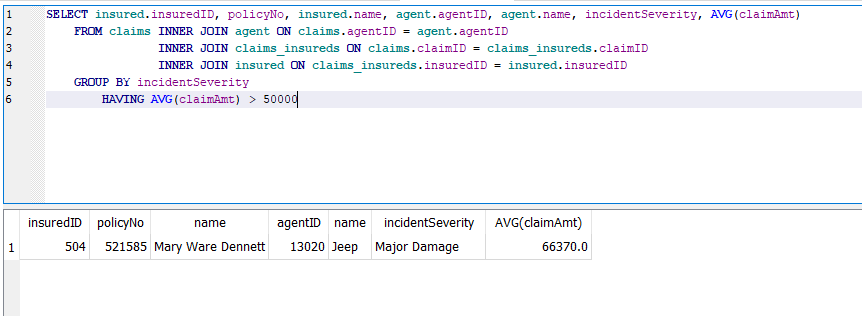 1 SELECT insured.insuredID, policyNo, insured.name, agent.agentID, agent.name, incidentSeverity, AVG(claimAmt)
2 FROM claims INNER JOIN agent ON claims.agentID = agent.agentID
3 INNER JOIN claims_insureds ON claims.claimID = claims_insureds.claimID
4 INNER JOIN insured ON claims_insureds.insuredID = insured.insuredID
5 GROUP BY incidentSeverity
6 HAVING AVG(claimAmt) > 50000
insuredID policyNo name agentID name incidentSeverity AVG(claimAmt)
1 504 521585 Mary Ware Dennett 13020 Jeep Major Damage 66370.0